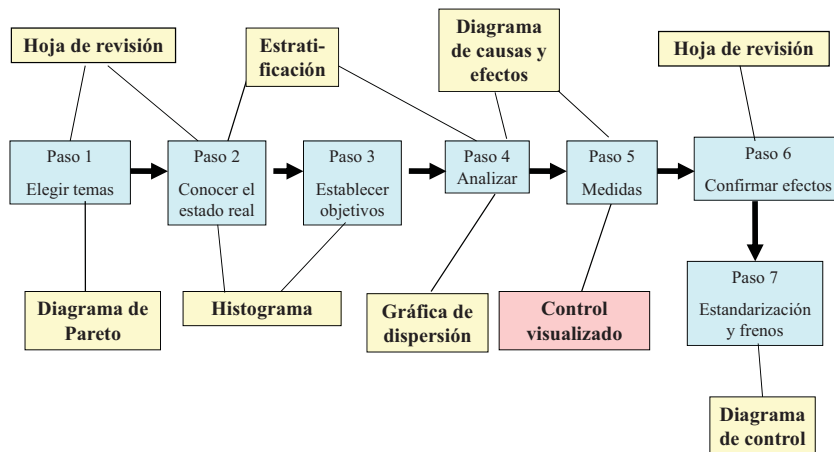 Hoja de revisión
Estrati-
ficación
Diagrama
de causas y
efectos
Hoja de revisión
Paso 1
Elegir temas
Paso 2
Conocer el
estado real
Paso 3
Establecer
objetivos
Paso 4
Analizar
Paso 5
Medidas
Paso 6
Confirmar efectos
Paso 7
Estandarización
y frenos
Diagrama de
Pareto
Histograma
Gráfica de
dispersión
Control
visualizado
Diagrama
de control